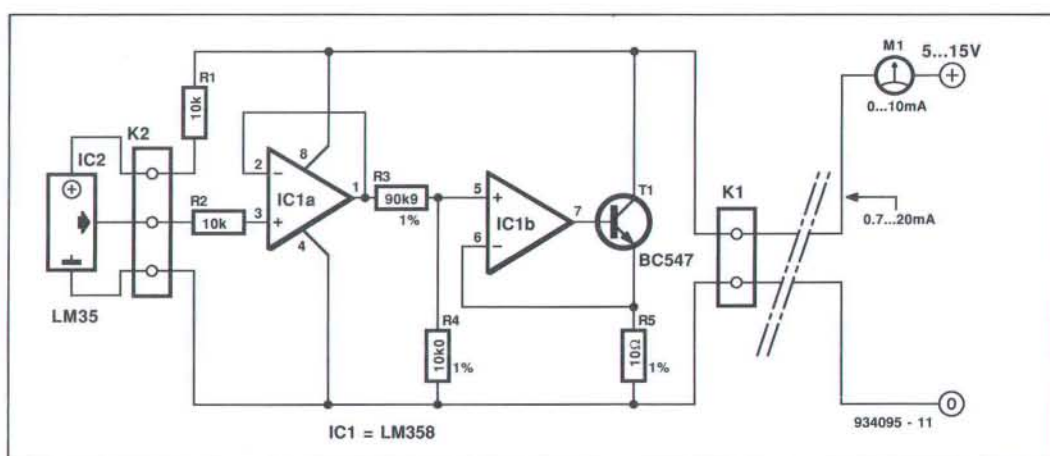 M1
5...15V
+
0...10mA
R1
10k
K2
IC2
+
LM35
R2
10k
8
2
−
1
3
+
IC1a
4
R3
90k9
1%
R4
10k0
1%
5
+
IC1b
7
6
−
T1
BC547
R5
10Ω
1%
K1
0.7...20mA
0
934095 - 11
IC1 = LM358